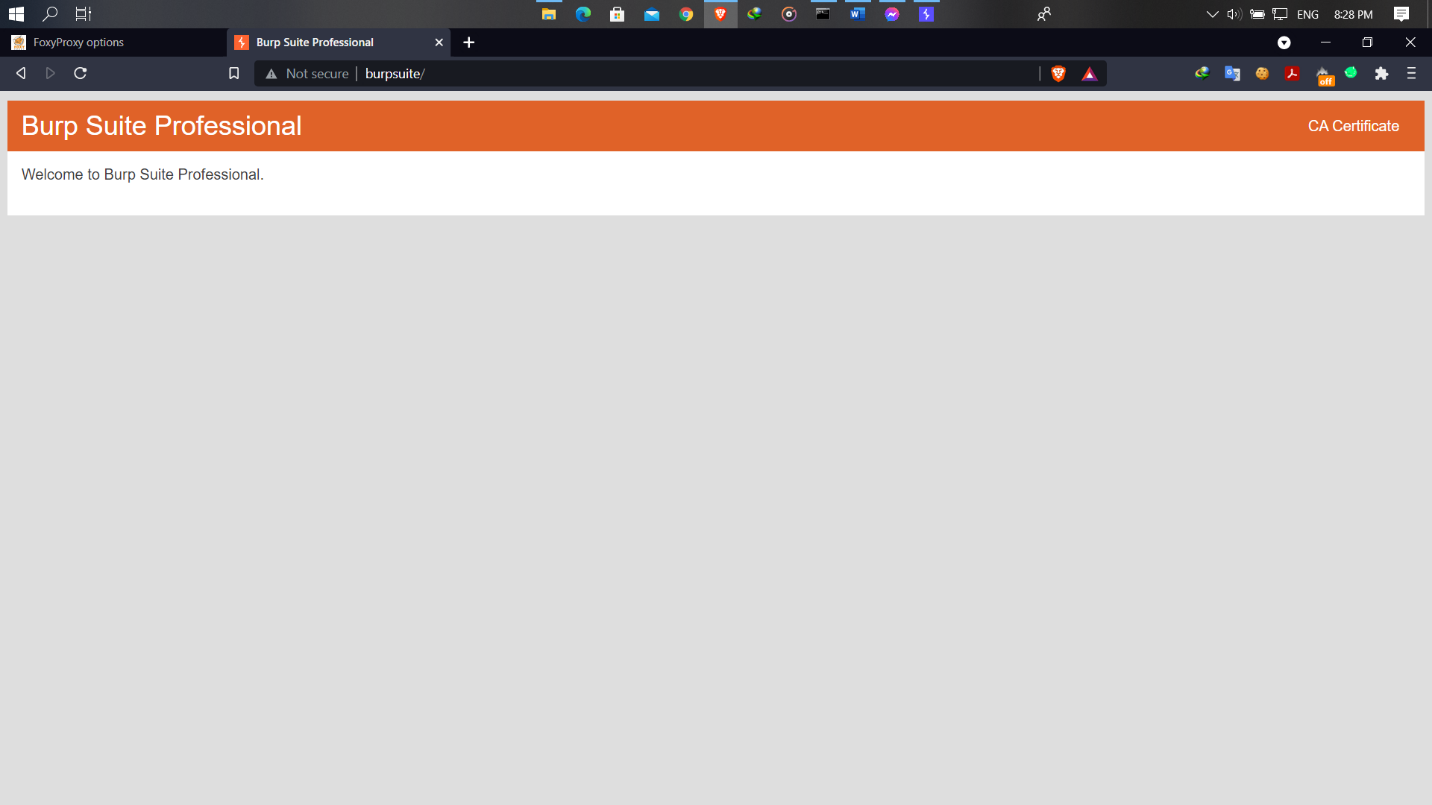 ENG 8:28 PM
FoxyProxy options
Burp Suite Professional
Not secure | burpsuite/
off
Burp Suite Professional
CA Certificate
Welcome to Burp Suite Professional.